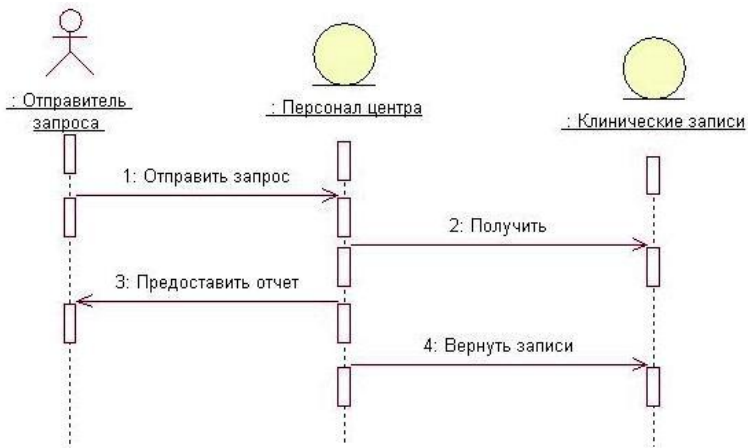 : Отправитель
запроса
: Персонал центра
: Клинические записи
1: Отправить запрос
2: Получить
3: Предоставить отчет
4: Вернуть записи